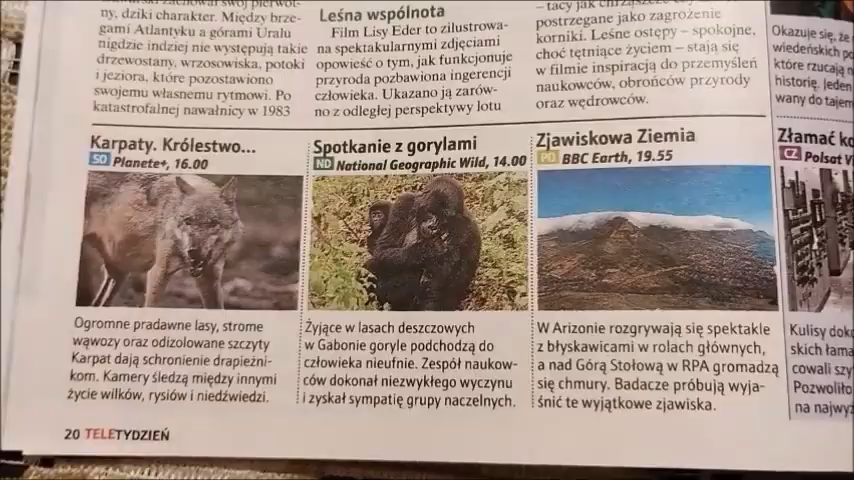 ny, dziki charakter. Między brze-
gami Atlantyku a górami Uralu
nigdzie indziej nie występują takie
drzewostany, wrzosowiska, potoki
i jeziora, które pozostawiono
swojemu własnemu rytmowi. Po
katastrofalnej nawałnicy w 1983
Leśna wspólnota
Film Lisy Eder to zilustrowa-
na spektakularnymi zdjęciami
opowieść o tym, jak funkcjonuje
przyroda pozbawiona ingerencji
człowieka. Ukazano ją zarów-
no z odległej perspektywy lotu
postrzegane jako zagrożenie
korniki. Leśne ostępy – spokojne,
choć tętniące życiem – stają się
w filmie inspiracją do przemyśleń
naukowców, obrońców przyrody
oraz wędrowców.
Okazuje się, że
wiedeńskich
które rzucają
historię. Jeden
wany do
Karpaty. Królestwo...
SO Planete+, 16.00
Ogromne pradawne lasy, strome
wąwozy oraz odizolowane szczyty
Karpat dają schronienie drapieżni-
kom. Kamery śledzą między innymi
życie wilków, rysiów i niedźwiedzi.
Spotkanie z gorylami
ND National Geographic Wild, 14.00
Żyjące w lasach deszczowych
w Gabonie goryle podchodzą do
człowieka nieufnie. Zespół naukow-
ców dokonał niezwykłego wyczynu
i zyskał sympatię grupy naczelnych.
Zjawiskowa Ziemia
PO BBC Earth, 19.55
W Arizonie rozgrywają się spektakle
z błyskawicami w rolach głównych,
a nad Górą Stołową w RPA gromadzą
się chmury. Badacze próbują wyja-
śnić te wyjątkowe zjawiska.
Złamać
CZ Polsat
Kulisy
skich
cowali
Pozwoliło
na
20 TELETYDZIEŃ